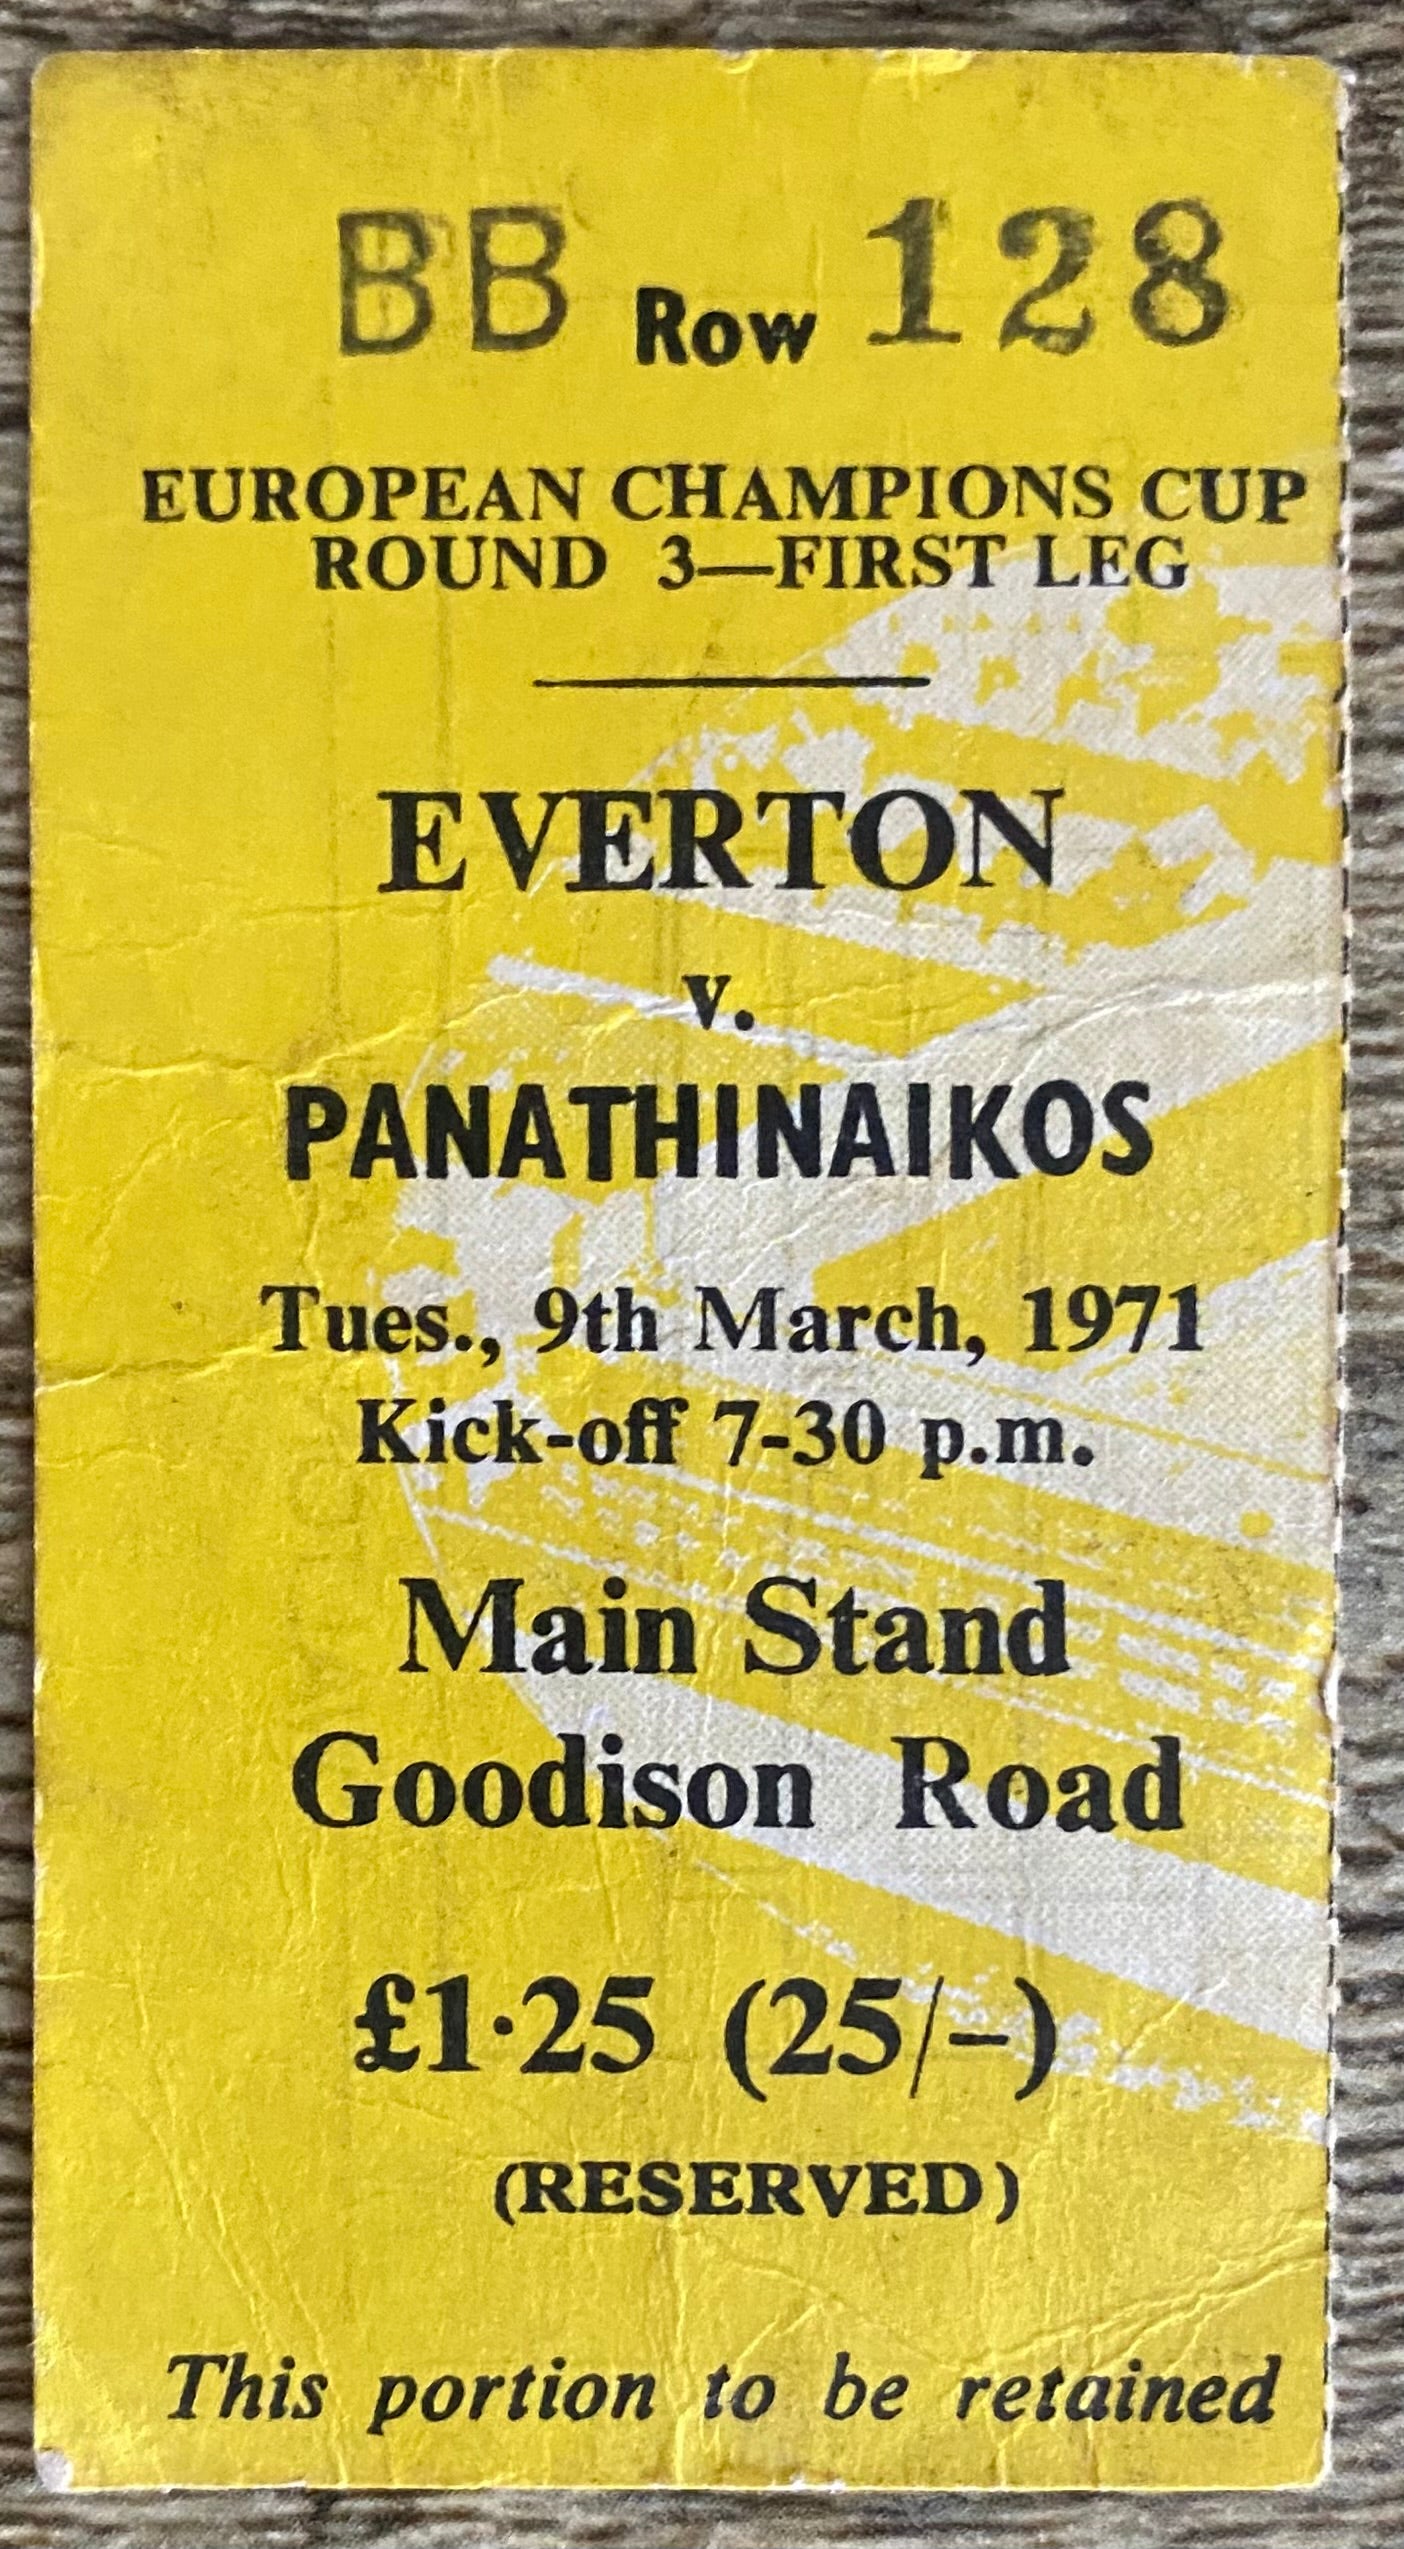 BB Row 128
EUROPEAN CHAMPIONS CUP
ROUND 3—FIRST LEG
EVERTON
v.
PANATHINAIKOS
Tues., 9th March, 1971
Kick-off 7-30 p.m.
Main Stand
Goodison Road
£1·25 (25/–)
(RESERVED)
This portion to be retained